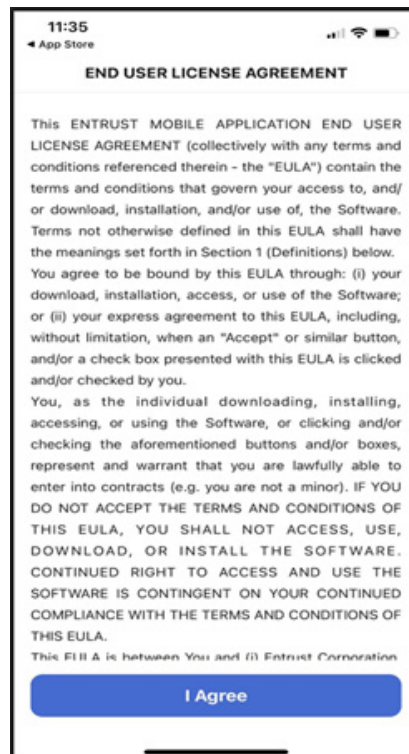 11:35
◀ App Store
END USER LICENSE AGREEMENT
This ENTRUST MOBILE APPLICATION END USER
LICENSE AGREEMENT (collectively with any terms and
conditions referenced therein – the "EULA") contain the
terms and conditions that govern your access to, and/
or download, installation, and/or use of, the Software.
Terms not otherwise defined in this EULA shall have
the meanings set forth in Section 1 (Definitions) below.
You agree to be bound by this EULA through: (i) your
download, installation, access, or use of the Software;
or (ii) your express agreement to this EULA, including,
without limitation, when an "Accept" or similar button,
and/or a check box presented with this EULA is clicked
and/or checked by you.
You, as the individual downloading, installing,
accessing, or using the Software, or clicking and/or
checking the aforementioned buttons and/or boxes,
represent and warrant that you are lawfully able to
enter into contracts (e.g. you are not a minor). IF YOU
DO NOT ACCEPT THE TERMS AND CONDITIONS OF
THIS EULA, YOU SHALL NOT ACCESS, USE,
DOWNLOAD, OR INSTALL THE SOFTWARE.
CONTINUED RIGHT TO ACCESS AND USE THE
SOFTWARE IS CONTINGENT ON YOUR CONTINUED
COMPLIANCE WITH THE TERMS AND CONDITIONS OF
THIS EULA.
This EULA is between You and (i) Entrust Corporation,
I Agree